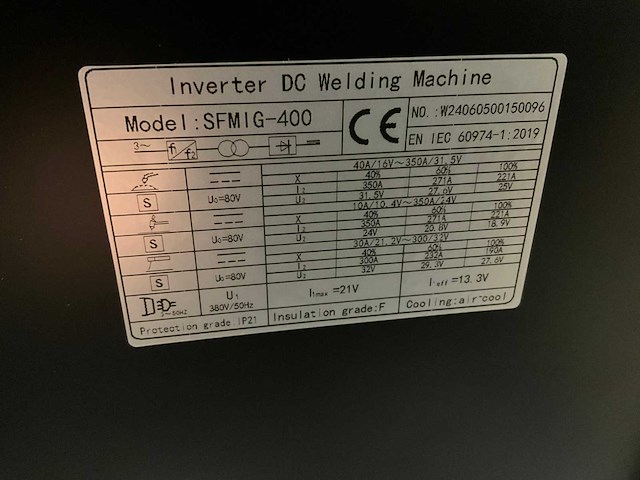 Inverter DC Welding Machine
Model:SFMIG-400
CE
NO.:W24060500150096
EN IEC 60974-1:2019
3~ f₁/f₂
40A/16V~350A/31.5V
X 40% 60% 100%
I₂ 350A 271A 221A
S U₀=80V U₂ 31.5V 27.6V 25V
10A/10.4V~350A/24V
X 40% 60% 100%
I₂ 350A 271A 221A
S U₀=80V U₂ 24V 20.8V 18.9V
30A/21.2V~300/32V
X 40% 60% 100%
I₂ 300A 232A 190A
S U₀=80V U₂ 32V 29.3V 27.6V
U₁ 380V/50Hz
I₁max =21V
I₁eff =13.3V
3~50HZ
Protection grade:IP21
Insulation grade:F
Cooling:air-cool